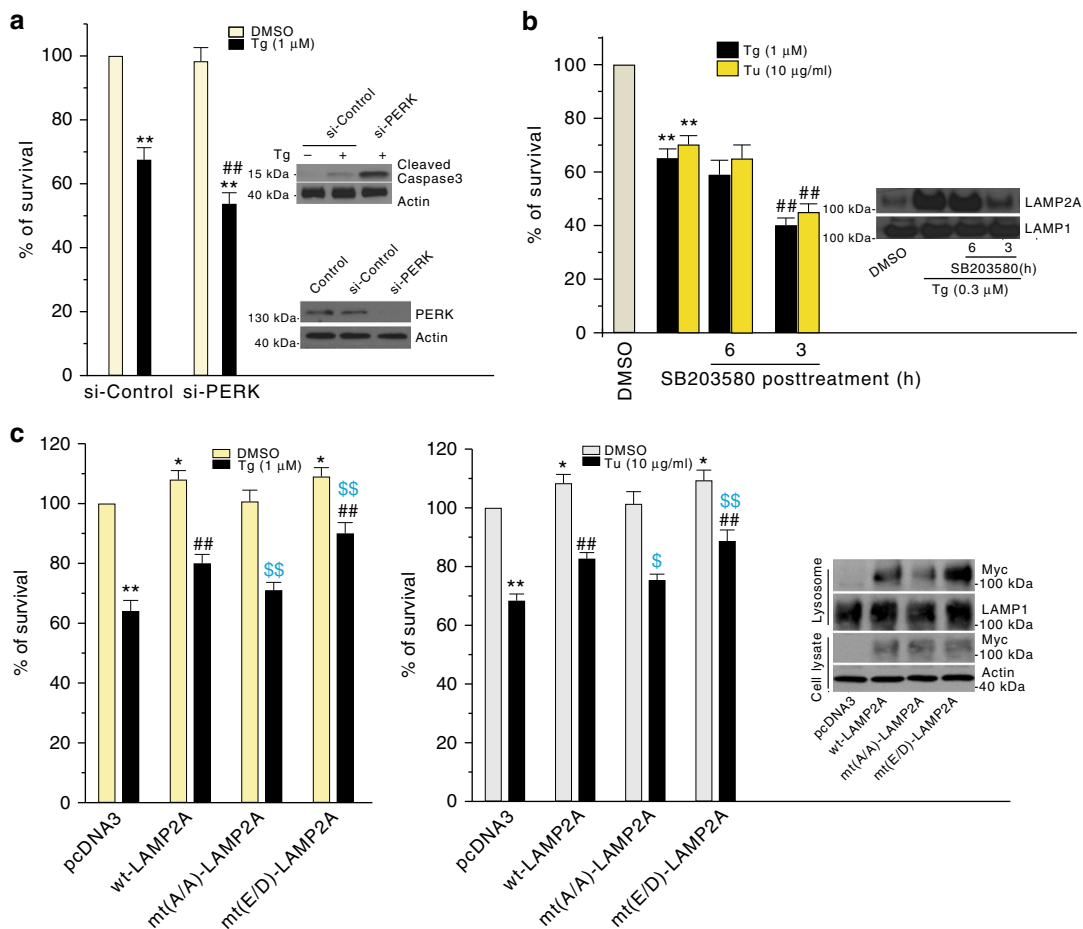 a
DMSO
Tg (1 μM)
% of survival
100
80
60
40
20
0
**
##
**
si-Control si-PERK
si-Control
si-PERK
Tg – + +
15 kDa
Cleaved
Caspase3
40 kDa
Actin
Control
si-Control
si-PERK
130 kDa
PERK
40 kDa
Actin
b
Tg (1 μM)
Tu (10 μg/ml)
% of survival
100
80
60
40
20
0
** **
## ##
DMSO
6 3
SB203580 posttreatment (h)
100 kDa-
LAMP2A
100 kDa-
LAMP1
DMSO
6 3
SB203580(h)
Tg (0.3 μM)
c
DMSO
Tg (1 μM)
% of survival
120
100
80
60
40
20
0
**
*
##
$$
*
$$
##
pcDNA3
wt-LAMP2A
mt(A/A)-LAMP2A
mt(E/D)-LAMP2A
DMSO
Tu (10 μg/ml)
% of survival
120
100
80
60
40
20
0
**
*
##
$
*
$$
##
pcDNA3
wt-LAMP2A
mt(A/A)-LAMP2A
mt(E/D)-LAMP2A
Lysosome
Myc
-100 kDa
LAMP1
-100 kDa
Cell lysate
Myc
-100 kDa
Actin
-40 kDa
pcDNA3
wt-LAMP2A
mt(A/A)-LAMP2A
mt(E/D)-LAMP2A